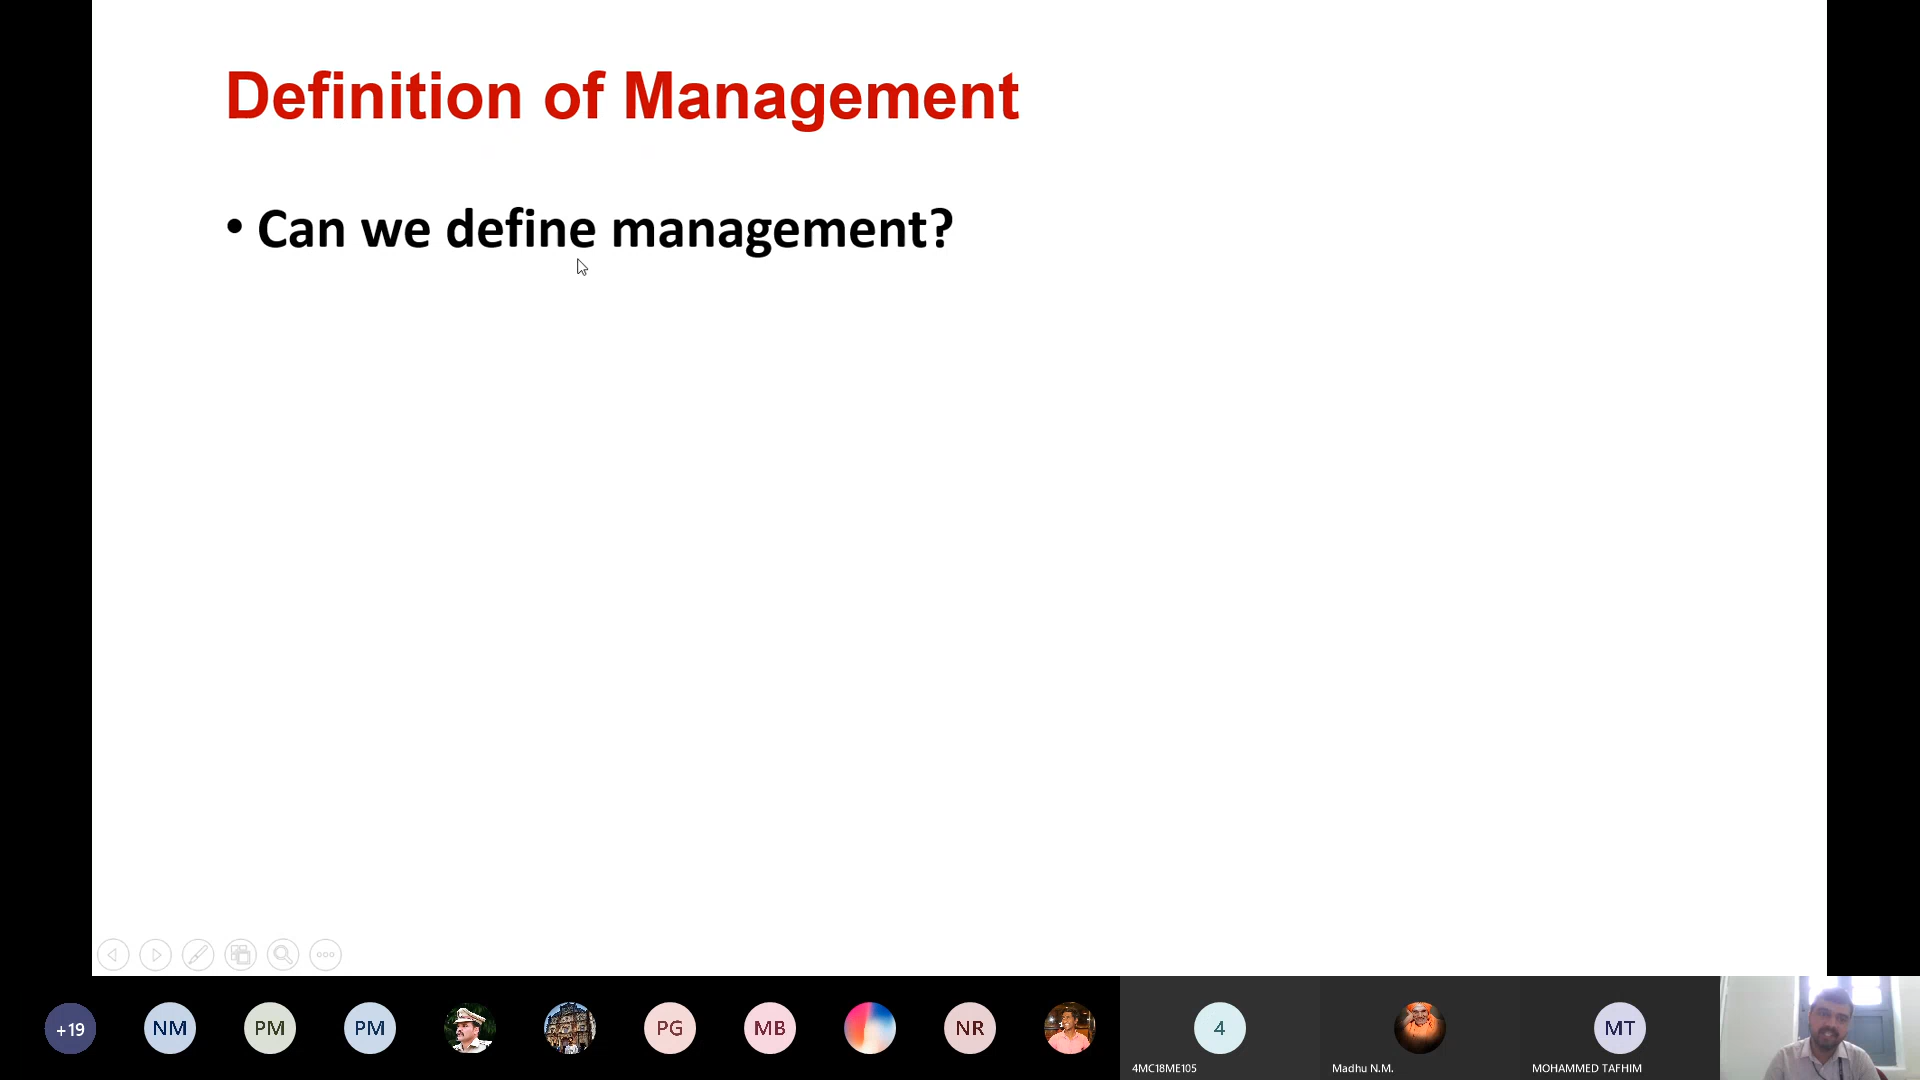 Definition of Management
• Can we define management?
+19
NM
PM
PM
PG
MB
NR
4
MT
4MC18ME105
Madhu N.M.
MOHAMMED TAFHIM